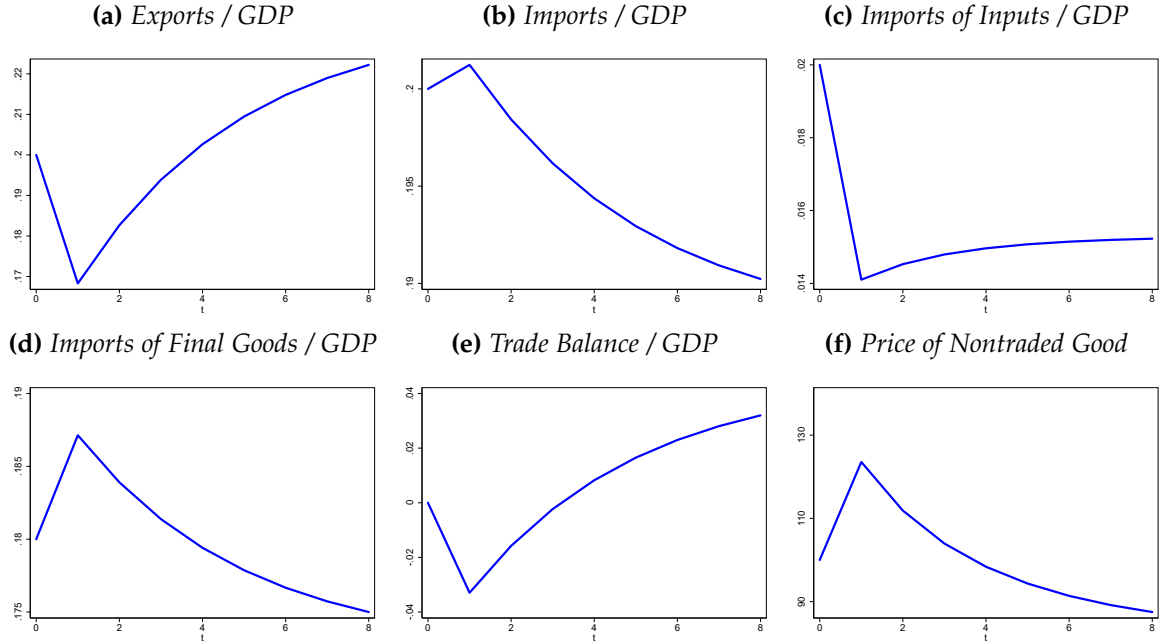 (a) Exports / GDP
(b) Imports / GDP
(c) Imports of Inputs / GDP
.22
.21
.2
.19
.18
.17
0 2 4 6 8
t
.2
.195
.19
0 2 4 6 8
t
.02
.018
.016
.014
0 2 4 6 8
t
(d) Imports of Final Goods / GDP
(e) Trade Balance / GDP
(f) Price of Nontraded Good
.19
.185
.18
.175
0 2 4 6 8
t
.04
.02
0
-.02
-.04
0 2 4 6 8
t
130
110
90
0 2 4 6 8
t